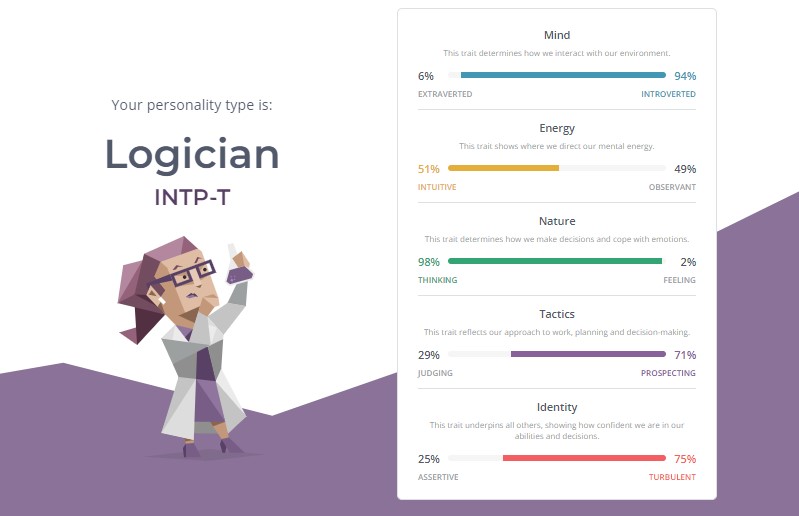 Your personality type is:
Logician
INTP-T
Mind
This trait determines how we interact with our environment.
6% 94%
EXTRAVERTED INTROVERTED
Energy
This trait shows where we direct our mental energy.
51% 49%
INTUITIVE OBSERVANT
Nature
This trait determines how we make decisions and cope with emotions.
98% 2%
THINKING FEELING
Tactics
This trait reflects our approach to work, planning and decision-making.
29% 71%
JUDGING PROSPECTING
Identity
This trait underpins all others, showing how confident we are in our
abilities and decisions.
25% 75%
ASSERTIVE TURBULENT